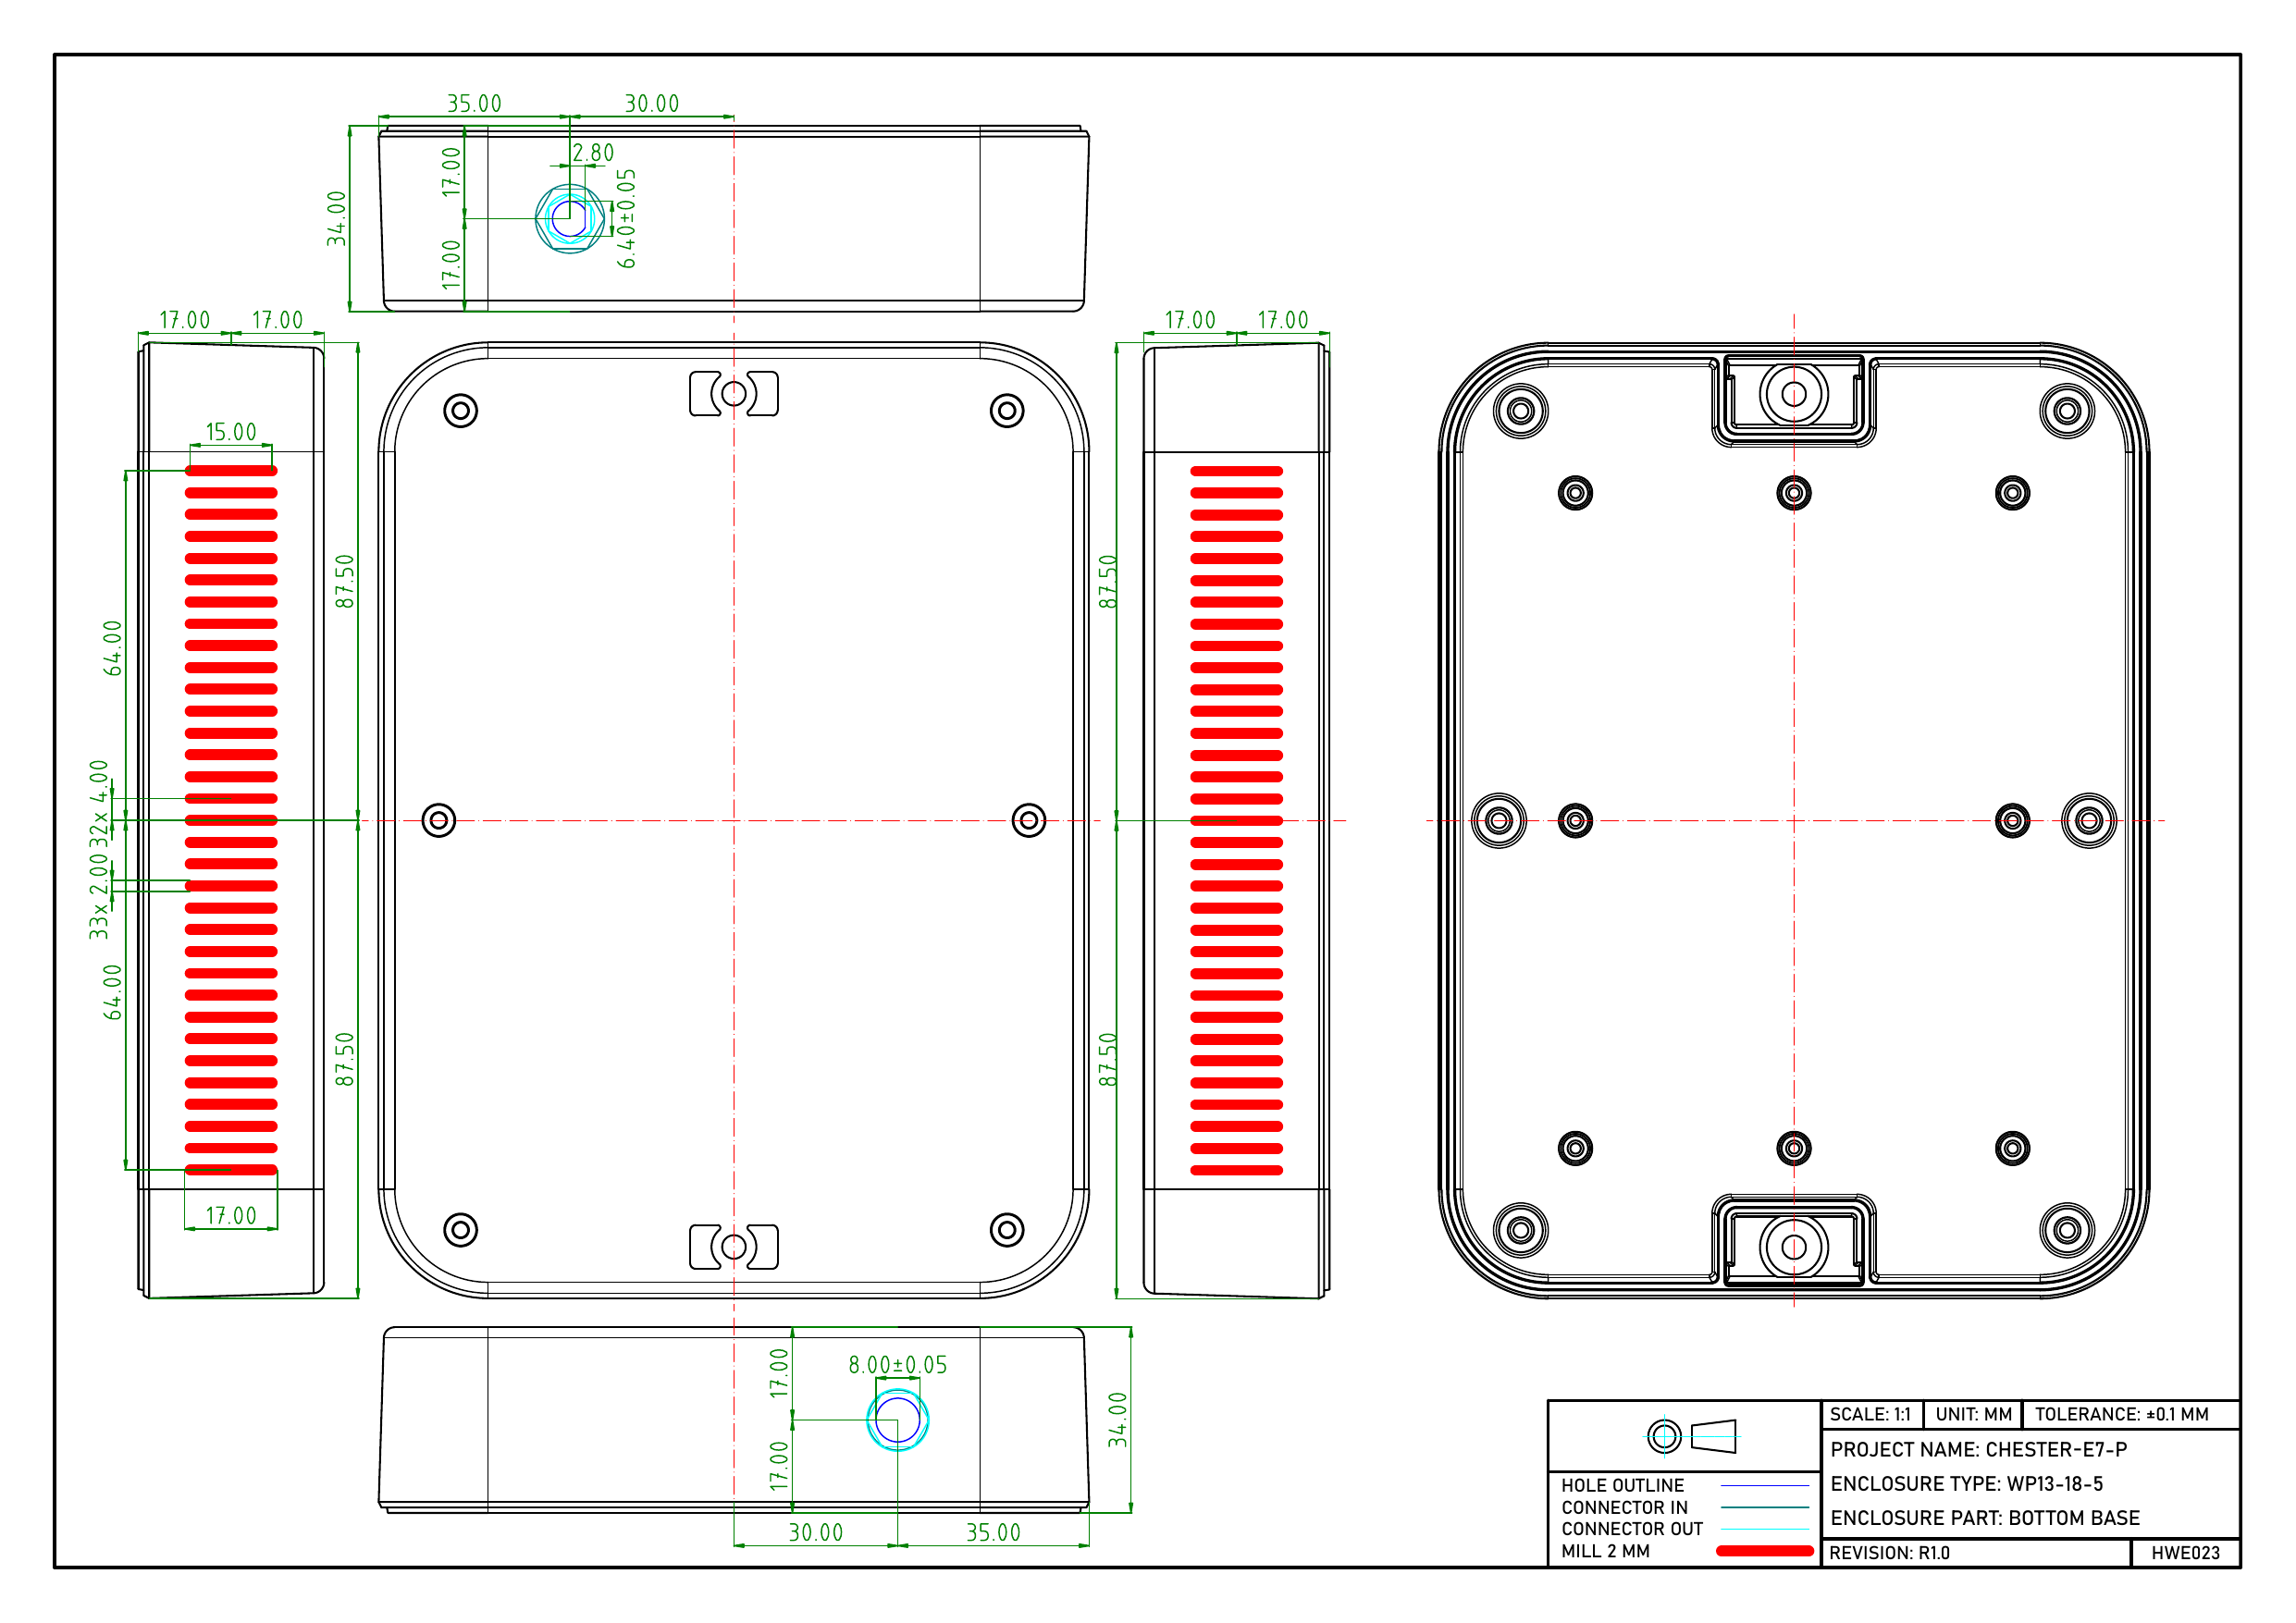 35.00 30.00
2.80
17.00
34.00
6.40±0.05
17.00
17.00 17.00
17.00 17.00
15.00
87.50
87.50
64.00
32x 4.00
33x 2.00
64.00
87.50
87.50
17.00
17.00
8.00±0.05
34.00
17.00
30.00 35.00
SCALE: 1:1 UNIT: MM TOLERANCE: ±0.1 MM
PROJECT NAME: CHESTER-E7-P
ENCLOSURE TYPE: WP13-18-5
ENCLOSURE PART: BOTTOM BASE
REVISION: R1.0 HWE023
HOLE OUTLINE
CONNECTOR IN
CONNECTOR OUT
MILL 2 MM